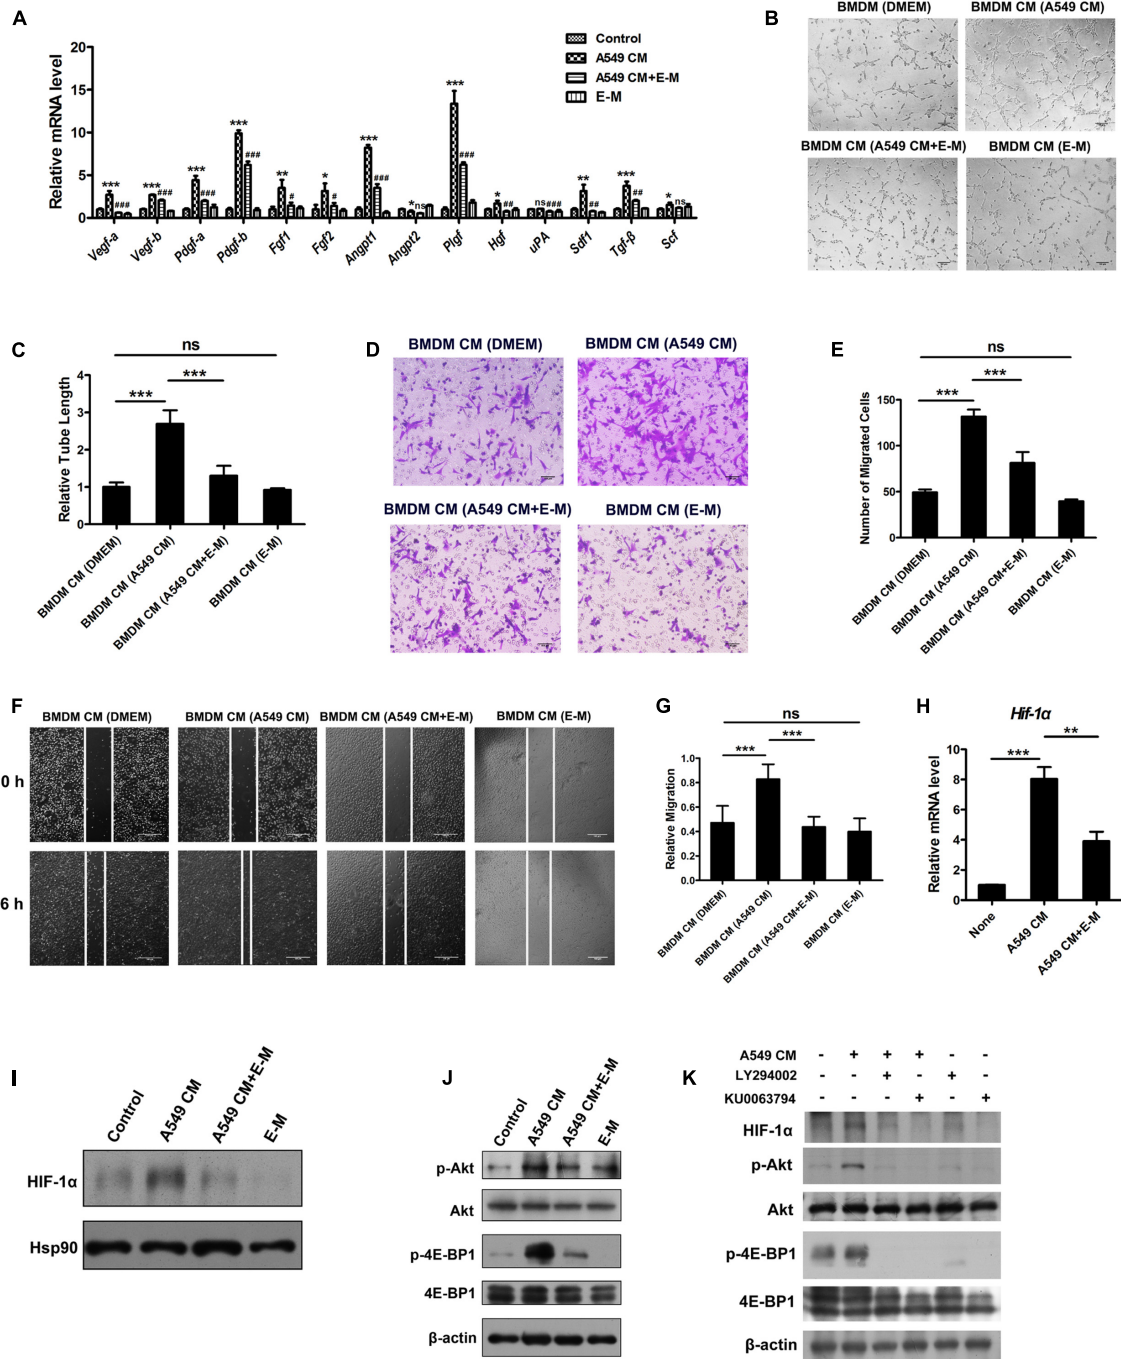 A
Relative mRNA level
20
15
10
5
0
Control
A549 CM
A549 CM+E-M
E-M
*** ### *** ### *** ### *** ### ** # * # *** ### * ns *** ### * ## ns ### ** ## *** ## * ns
Vegf-a
Vegf-b
Pdgf-a
Pdgf-b
Fgf1
Fgf2
Angpt1
Angpt2
Plgf
Hgf
uPA
Sdf1
Tgf-β
Scf
B
BMDM (DMEM)
BMDM CM (A549 CM)
BMDM CM (A549 CM+E-M)
BMDM CM (E-M)
C
ns
***
***
Relative Tube Length
4
3
2
1
0
BMDM CM (DMEM)
BMDM CM (A549 CM)
BMDM CM (A549 CM+E-M)
BMDM CM (E-M)
D
BMDM CM (DMEM)
BMDM CM (A549 CM)
BMDM CM (A549 CM+E-M)
BMDM CM (E-M)
E
ns
***
***
Number of Migrated Cells
150
100
50
0
BMDM CM (DMEM)
BMDM CM (A549 CM)
BMDM CM (A549 CM+E-M)
BMDM CM (E-M)
F
BMDM CM (DMEM)
BMDM CM (A549 CM)
BMDM CM (A549 CM+E-M)
BMDM CM (E-M)
0 h
6 h
G
ns
***
***
Relative Migration
1.0
0.8
0.6
0.4
0.2
0.0
BMDM CM (DMEM)
BMDM CM (A549 CM)
BMDM CM (A549 CM+E-M)
BMDM CM (E-M)
H
Hif-1α
**
***
Relative mRNA level
10
8
6
4
2
0
None
A549 CM
A549 CM+E-M
I
Control
A549 CM
A549 CM+E-M
E-M
HIF-1α
Hsp90
J
Control
A549 CM
A549 CM+E-M
E-M
p-Akt
Akt
p-4E-BP1
4E-BP1
β-actin
K
A549 CM - + + + - -
LY294002 - - + - + -
KU0063794 - - - + - +
HIF-1α
p-Akt
Akt
p-4E-BP1
4E-BP1
β-actin